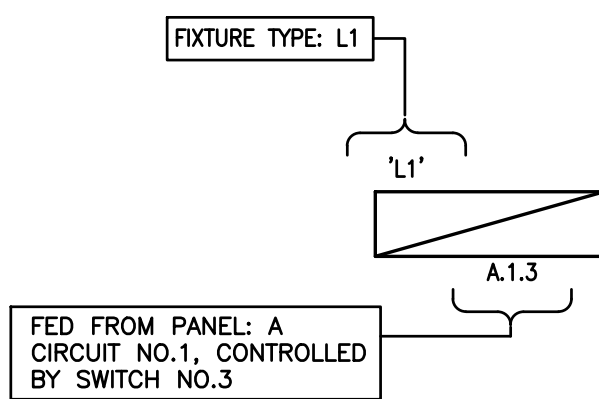 FIXTURE TYPE: L1
'L1'
A.1.3
FED FROM PANEL: A
CIRCUIT NO.1, CONTROLLED
BY SWITCH NO.3